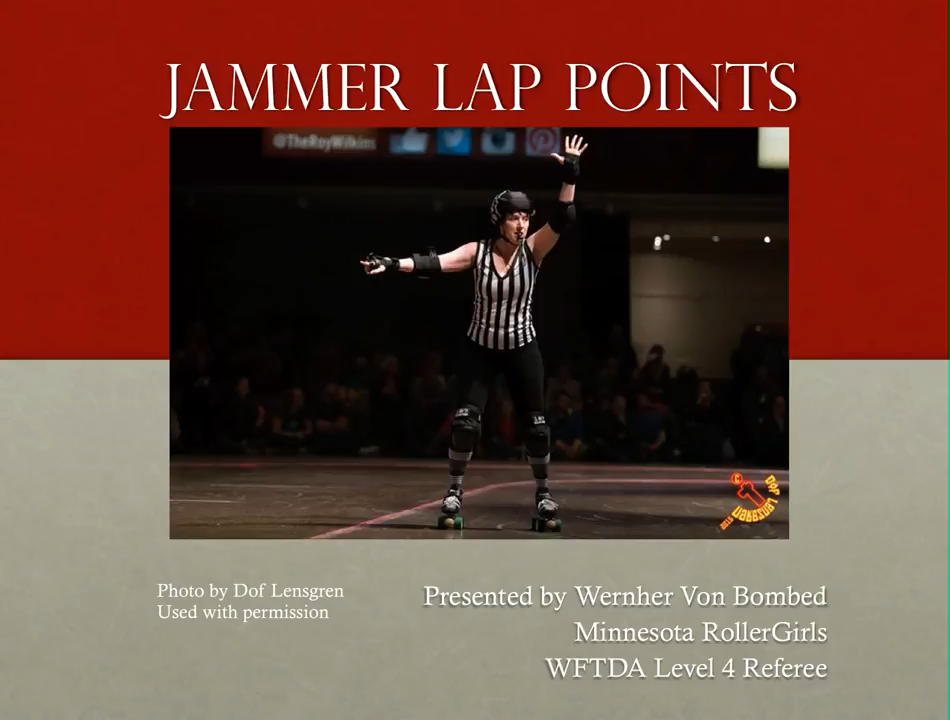 JAMMER LAP POINTS
@TheRoyWilkins
Photo by Dof Lensgren
Used with permission
Presented by Wernher Von Bombed
Minnesota RollerGirls
WFTDA Level 4 Referee